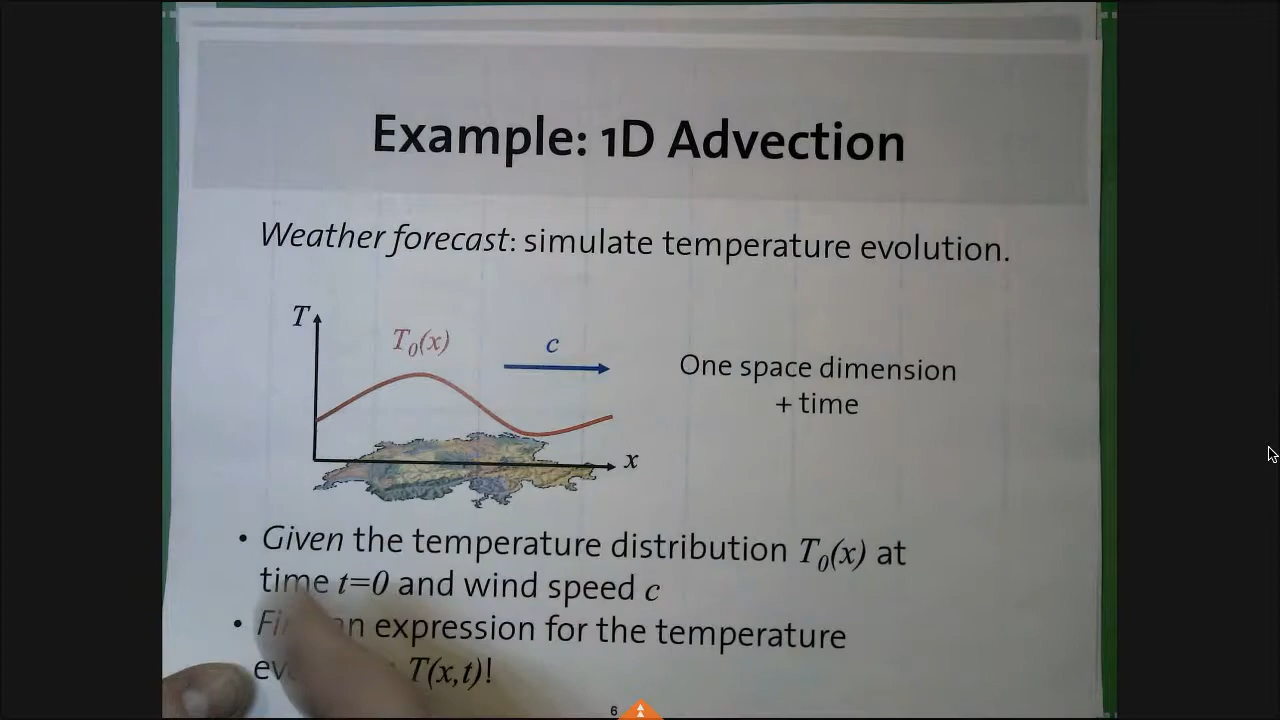 Example: 1D Advection
Weather forecast: simulate temperature evolution.
T
T₀(x)
c
One space dimension
+ time
x
• Given the temperature distribution T₀(x) at
time t=0 and wind speed c
• an expression for the temperature
T(x,t)!
6